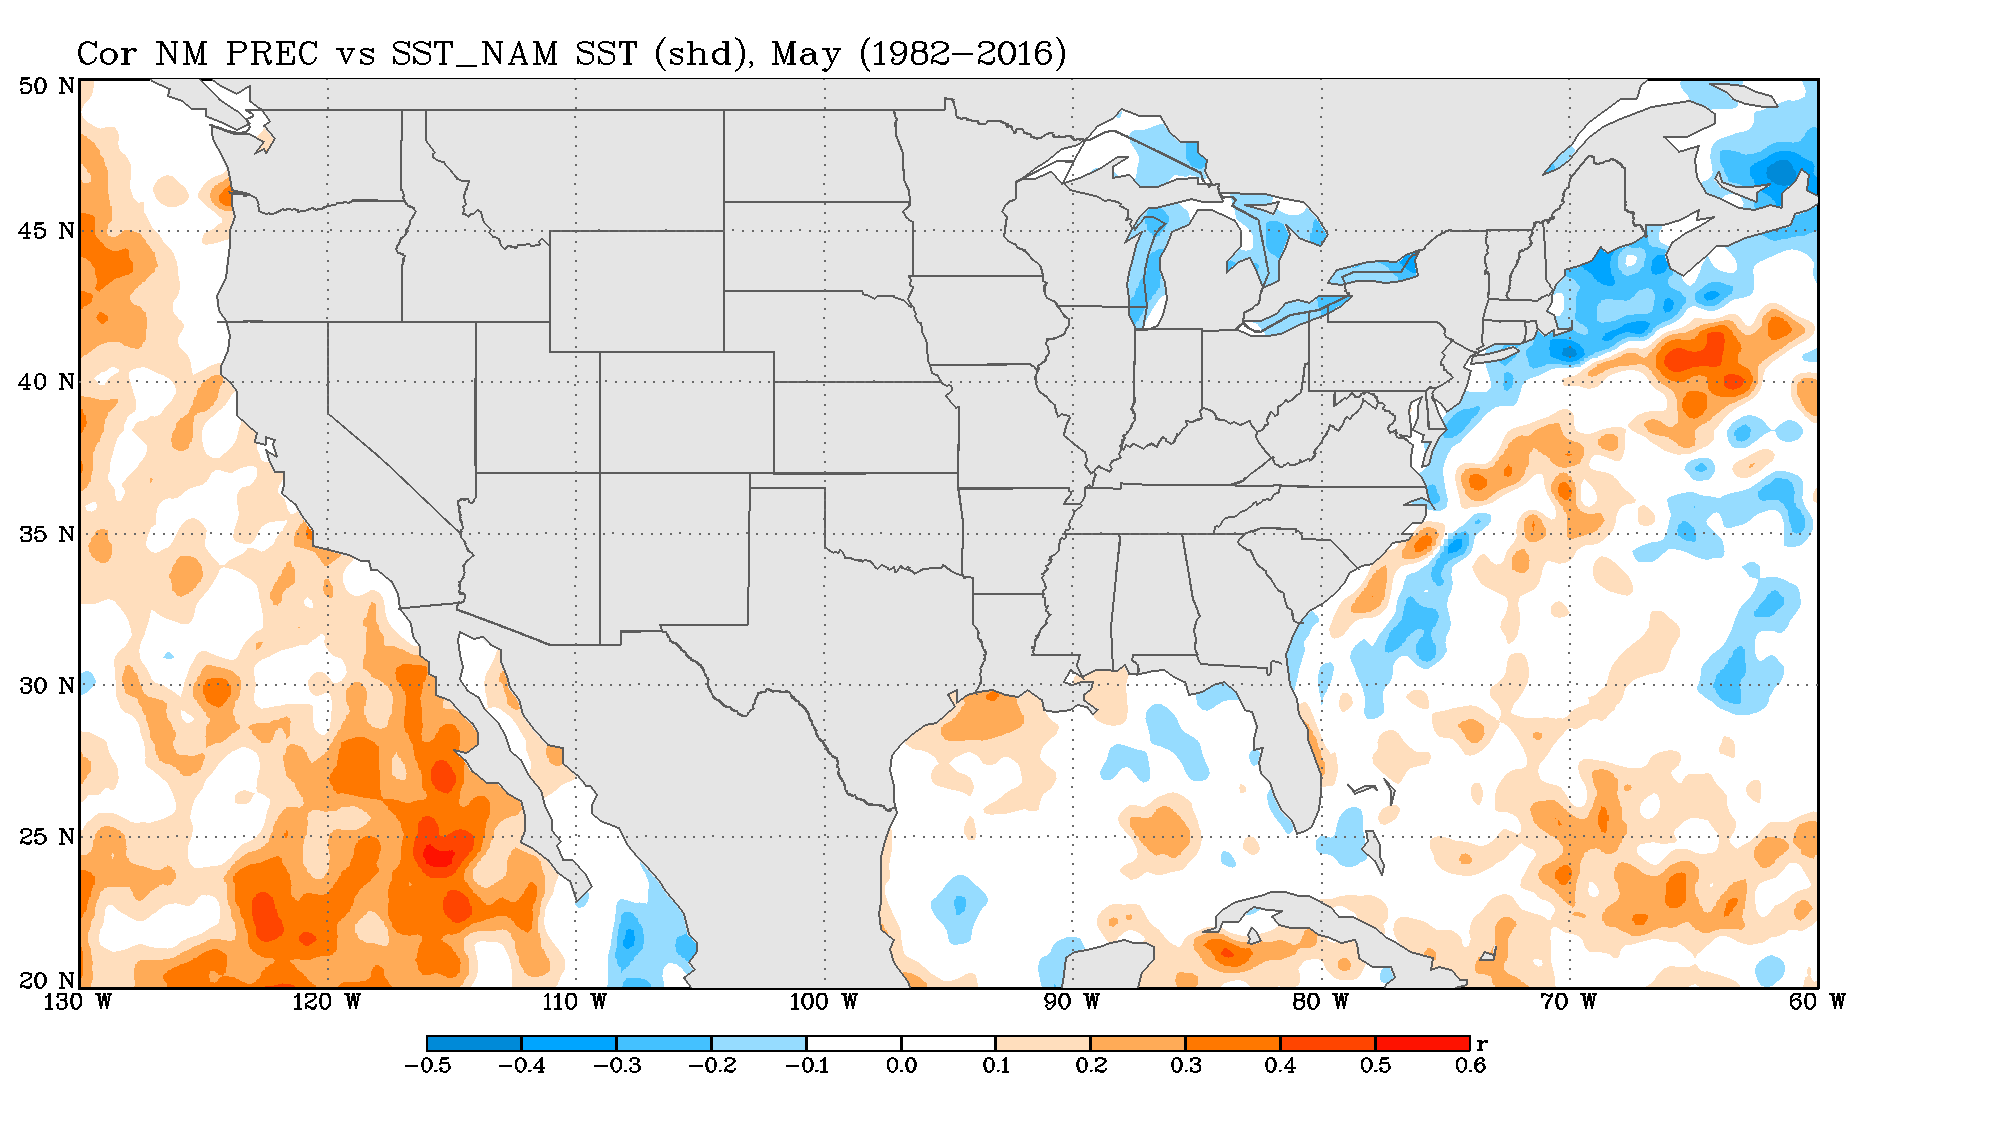 Cor NM PREC vs SST_NAM SST (shd), May (1982−2016)
50 N
45 N
40 N
35 N
30 N
25 N
20 N
130 W 120 W 110 W 100 W 90 W 80 W 70 W 60 W
r
−0.5 −0.4 −0.3 −0.2 −0.1 0.0 0.1 0.2 0.3 0.4 0.5 0.6